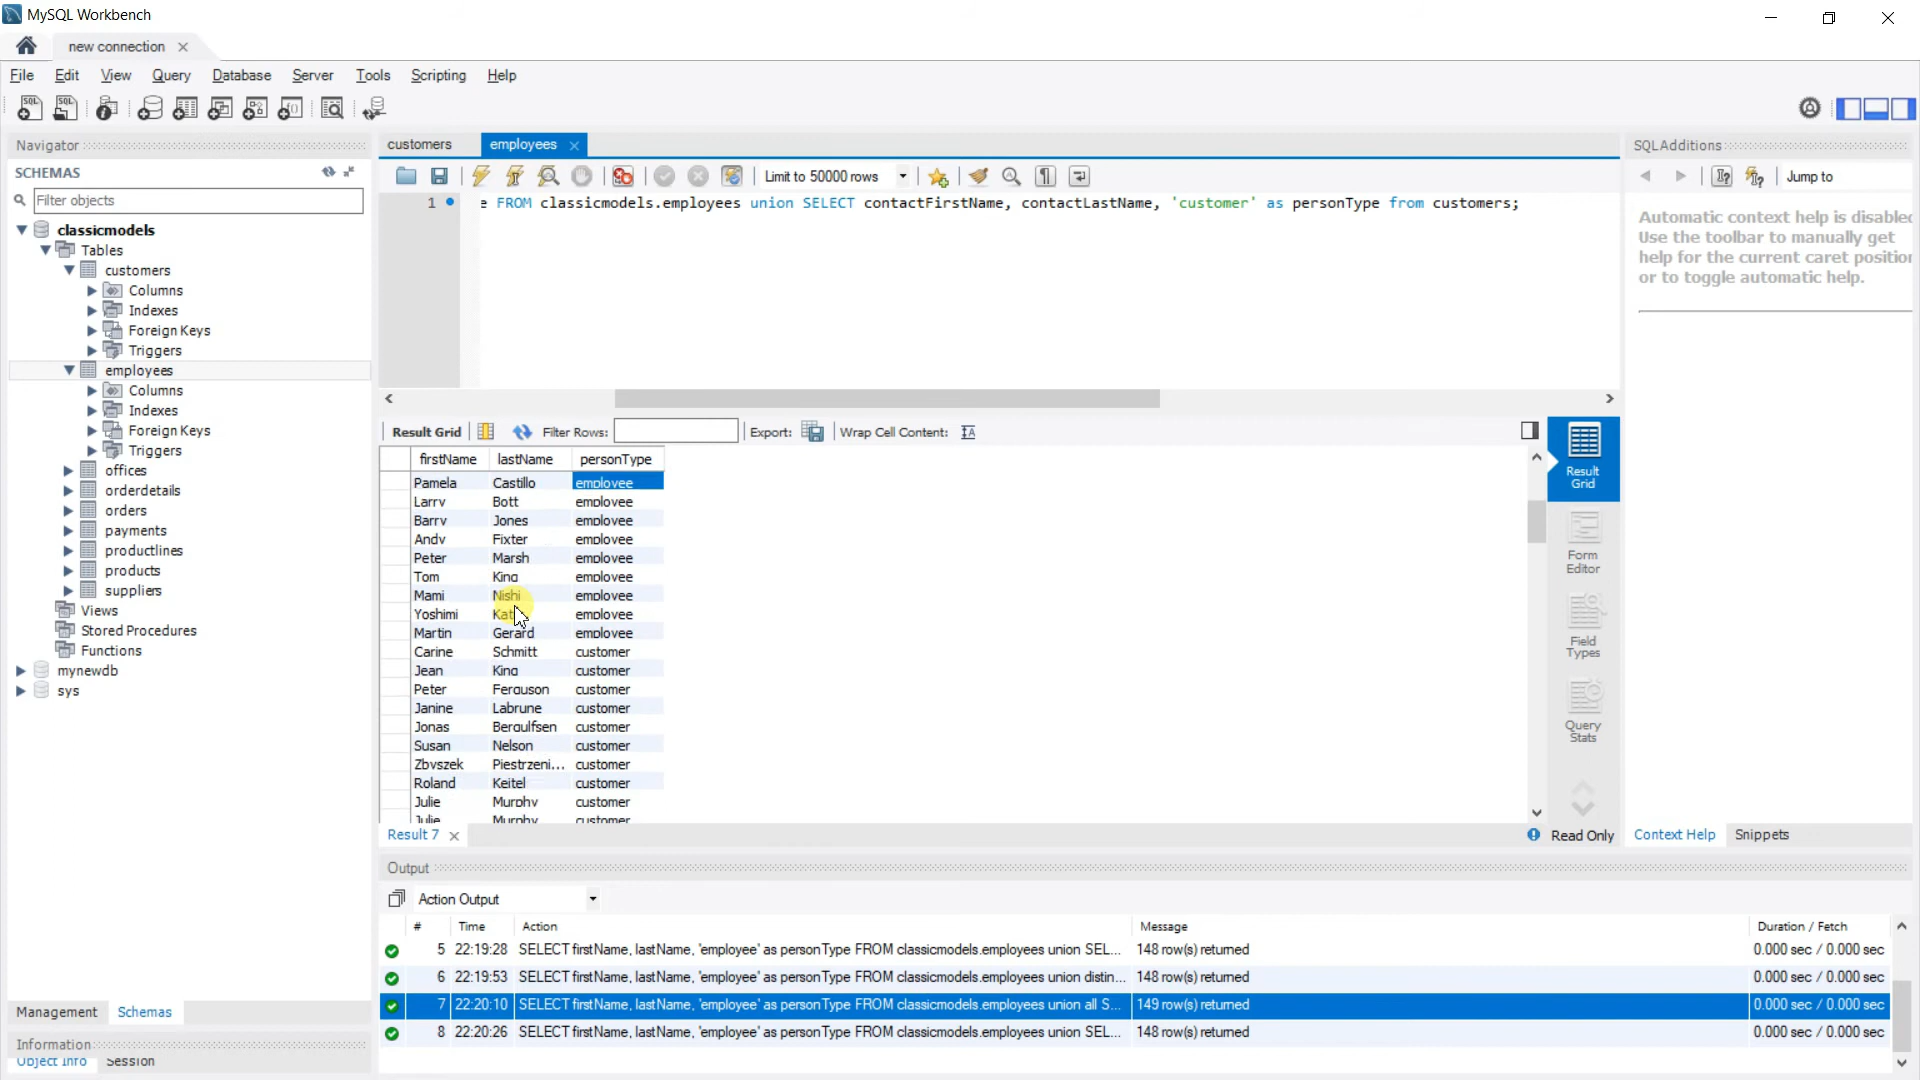 MySQL Workbench
new connection
File Edit View Query Database Server Tools Scripting Help
Navigator
SCHEMAS
Filter objects
classicmodels
Tables
customers
Columns
Indexes
Foreign Keys
Triggers
employees
Columns
Indexes
Foreign Keys
Triggers
offices
orderdetails
orders
payments
productlines
products
suppliers
Views
Stored Procedures
Functions
mynewdb
sys
Management Schemas
Information
Object Info Session
customers employees
Limit to 50000 rows
1 e FROM classicmodels.employees union SELECT contactFirstName, contactLastName, 'customer' as personType from customers;
Result Grid Filter Rows: Export: Wrap Cell Content:
firstName lastName personType
Pamela Castillo employee
Larry Bott employee
Barry Jones employee
Andy Fixter employee
Peter Marsh employee
Tom King employee
Mami Nishi employee
Yoshimi employee
Martin Gerard employee
Carine Schmitt customer
Jean King customer
Peter Ferguson customer
Janine Labrune customer
Jonas Bergulfsen customer
Susan Nelson customer
Zbyszek Piestrzeni... customer
Roland Keitel customer
Julie Murphy customer
Julie Murphy customer
Result 7
Read Only
Result Grid
Form Editor
Field Types
Query Stats
SQLAdditions
Jump to
Automatic context help is disabled
Use the toolbar to manually get
help for the current caret position
or to toggle automatic help.
Context Help Snippets
Output
Action Output
# Time Action Message Duration / Fetch
5 22:19:28 SELECT firstName, lastName, 'employee' as personType FROM classicmodels.employees union SEL... 148 row(s) returned 0.000 sec / 0.000 sec
6 22:19:53 SELECT firstName, lastName, 'employee' as personType FROM classicmodels.employees union distin... 148 row(s) returned 0.000 sec / 0.000 sec
7 22:20:10 SELECT firstName, lastName, 'employee' as personType FROM classicmodels.employees union all S... 149 row(s) returned 0.000 sec / 0.000 sec
8 22:20:26 SELECT firstName, lastName, 'employee' as personType FROM classicmodels.employees union SEL... 148 row(s) returned 0.000 sec / 0.000 sec